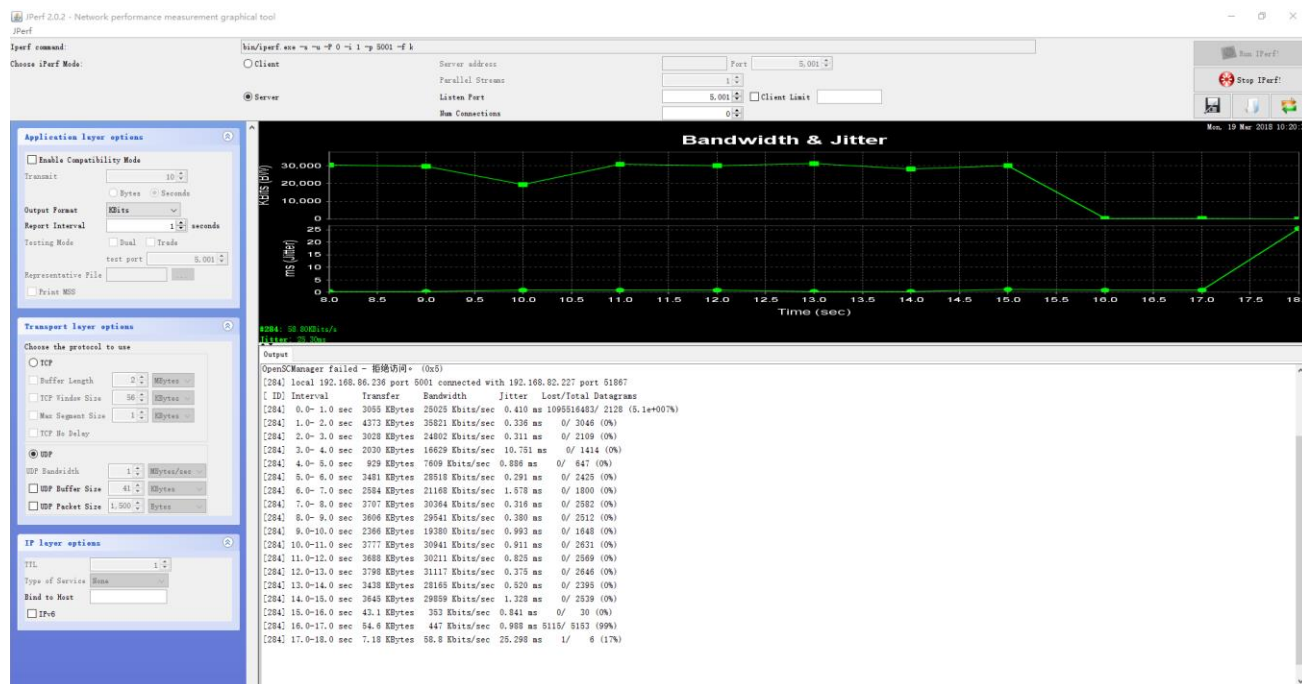 JPerf 2.0.2 - Network performance measurement graphical tool
JPerf
Iperf command: bin/iperf.exe -s -u -P 0 -i 1 -p 5001 -f k
Choose iPerf Mode: Client Server address Port 5,001
Parallel Streams 1
Server Listen Port 5,001 Client Limit
Num Connections 0
Run IPerf!
Stop IPerf!
Application layer options
Enable Compatibility Mode
Transmit 10
Bytes Seconds
Output Format KBits
Report Interval 1 seconds
Testing Mode Dual Trade
test port 5,001
Representative File ...
Print MSS
Transport layer options
Choose the protocol to use
TCP
Buffer Length 2 MBytes
TCP Window Size 56 KBytes
Max Segment Size 1 KBytes
TCP No Delay
UDP
UDP Bandwidth 1 MBytes/sec
UDP Buffer Size 41 KBytes
UDP Packet Size 1,500 Bytes
IP layer options
TTL 1
Type of Service None
Bind to Host
IPv6
Mon, 19 Mar 2018 10:20:
Bandwidth & Jitter
KBits (BW)
30,000
20,000
10,000
0
ms (Jitter)
25
20
15
10
5
0
8.0 8.5 9.0 9.5 10.0 10.5 11.0 11.5 12.0 12.5 13.0 13.5 14.0 14.5 15.0 15.5 16.0 16.5 17.0 17.5 18
Time (sec)
#284: 58.80KBits/s
Jitter: 25.30ms
Output
OpenSCManager failed - 拒绝访问。 (0x5)
[284] local 192.168.86.236 port 5001 connected with 192.168.82.227 port 51867
[ ID] Interval Transfer Bandwidth Jitter Lost/Total Datagrams
[284] 0.0- 1.0 sec 3055 KBytes 25025 Kbits/sec 0.410 ms 1095516483/ 2128 (5.1e+007%)
[284] 1.0- 2.0 sec 4373 KBytes 35821 Kbits/sec 0.336 ms 0/ 3046 (0%)
[284] 2.0- 3.0 sec 3028 KBytes 24802 Kbits/sec 0.311 ms 0/ 2109 (0%)
[284] 3.0- 4.0 sec 2030 KBytes 16629 Kbits/sec 10.751 ms 0/ 1414 (0%)
[284] 4.0- 5.0 sec 929 KBytes 7609 Kbits/sec 0.886 ms 0/ 647 (0%)
[284] 5.0- 6.0 sec 3481 KBytes 28518 Kbits/sec 0.291 ms 0/ 2425 (0%)
[284] 6.0- 7.0 sec 2584 KBytes 21168 Kbits/sec 1.578 ms 0/ 1800 (0%)
[284] 7.0- 8.0 sec 3707 KBytes 30364 Kbits/sec 0.316 ms 0/ 2582 (0%)
[284] 8.0- 9.0 sec 3606 KBytes 29541 Kbits/sec 0.380 ms 0/ 2512 (0%)
[284] 9.0-10.0 sec 2366 KBytes 19380 Kbits/sec 0.993 ms 0/ 1648 (0%)
[284] 10.0-11.0 sec 3777 KBytes 30941 Kbits/sec 0.911 ms 0/ 2631 (0%)
[284] 11.0-12.0 sec 3688 KBytes 30211 Kbits/sec 0.825 ms 0/ 2569 (0%)
[284] 12.0-13.0 sec 3798 KBytes 31117 Kbits/sec 0.375 ms 0/ 2646 (0%)
[284] 13.0-14.0 sec 3438 KBytes 28165 Kbits/sec 0.520 ms 0/ 2395 (0%)
[284] 14.0-15.0 sec 3645 KBytes 29859 Kbits/sec 1.328 ms 0/ 2539 (0%)
[284] 15.0-16.0 sec 43.1 KBytes 353 Kbits/sec 0.841 ms 0/ 30 (0%)
[284] 16.0-17.0 sec 54.6 KBytes 447 Kbits/sec 0.988 ms 5115/ 5153 (99%)
[284] 17.0-18.0 sec 7.18 KBytes 58.8 Kbits/sec 25.298 ms 1/ 6 (17%)